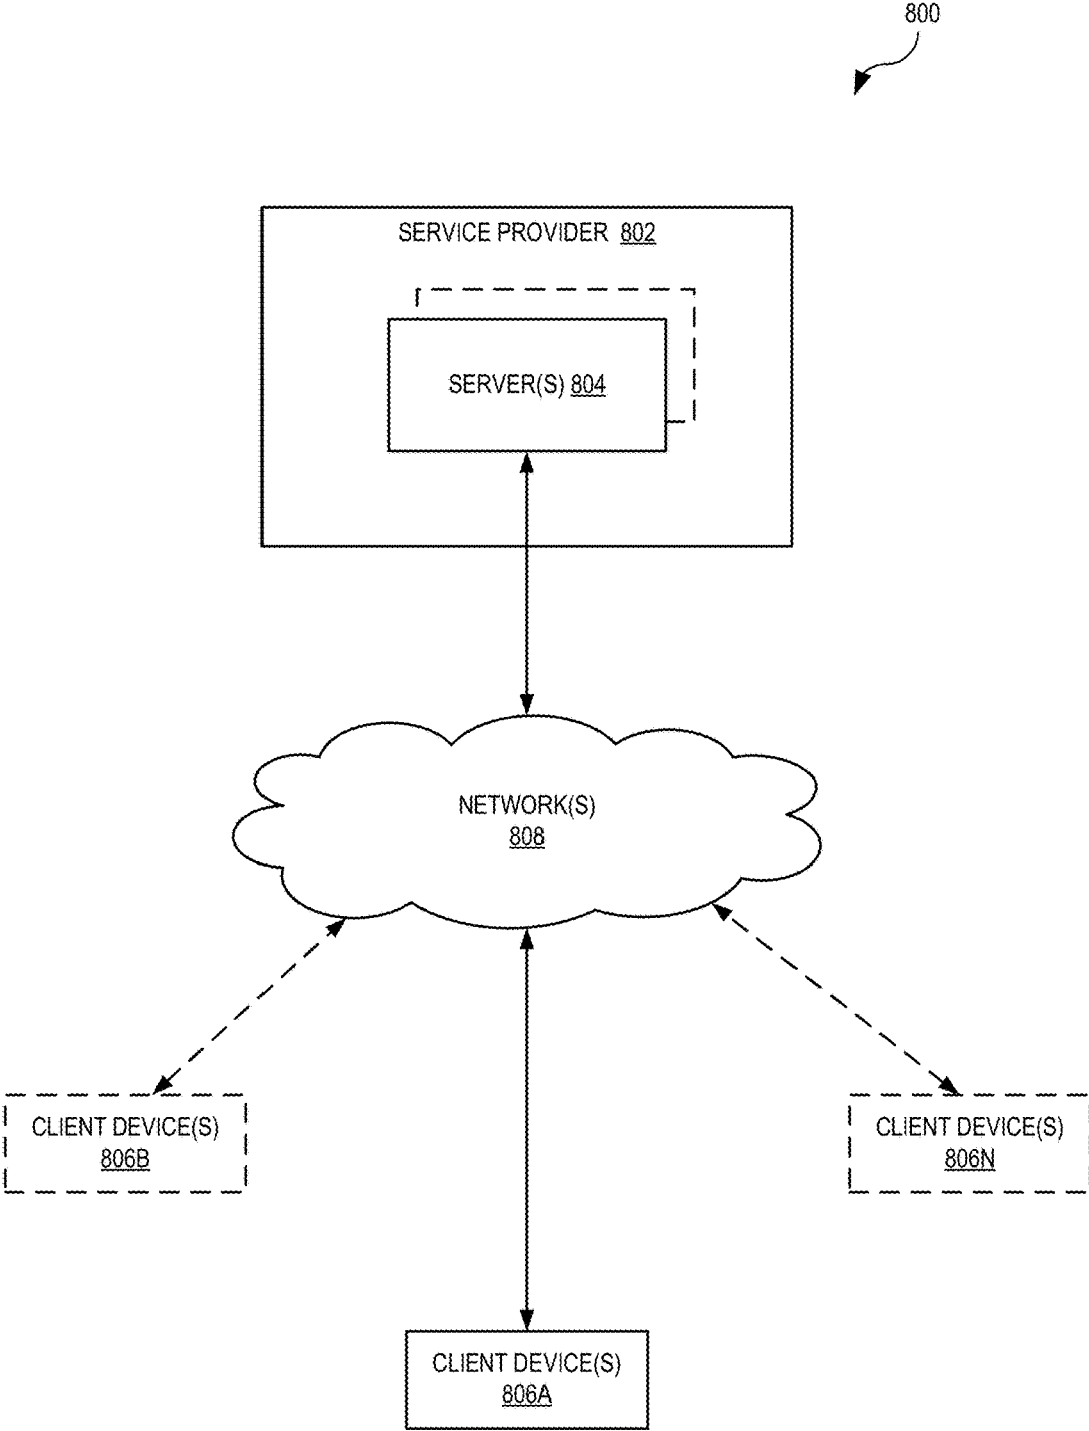 800
SERVICE PROVIDER 802
SERVER(S) 804
NETWORK(S)
808
CLIENT DEVICE(S)
806B
CLIENT DEVICE(S)
806N
CLIENT DEVICE(S)
806A